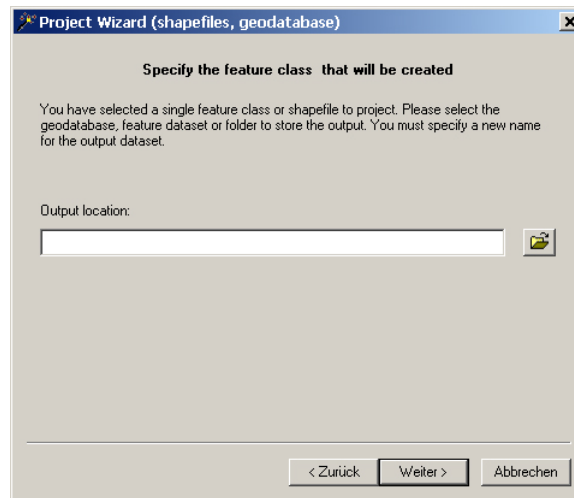 Project Wizard (shapefiles, geodatabase)
Specify the feature class that will be created
You have selected a single feature class or shapefile to project. Please select the
geodatabase, feature dataset or folder to store the output. You must specify a new name
for the output dataset.
Output location:
< Zurück Weiter > Abbrechen